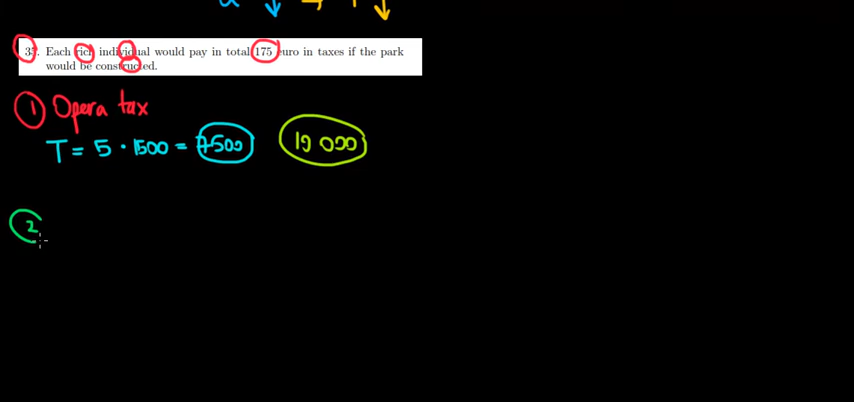 37. Each rich individual would pay in total 175 euro in taxes if the park
would be constructed.
① Opera tax
T = 5 · 1500 = 7500 10 000
②